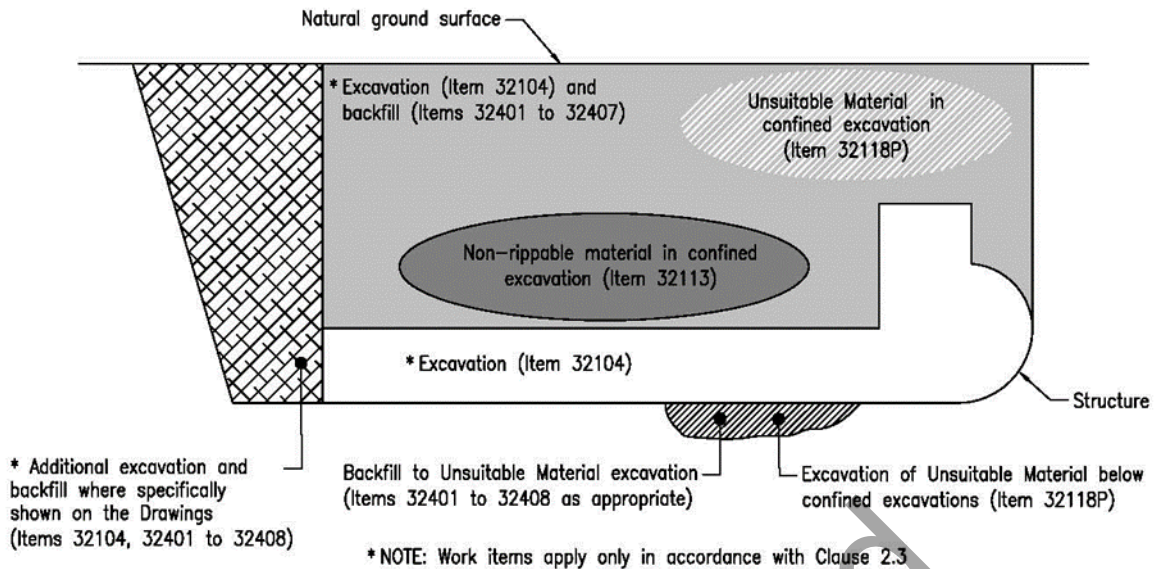 Natural ground surface
* Excavation (Item 32104) and
backfill (Items 32401 to 32407)
Unsuitable Material in
confined excavation
(Item 32118P)
Non-rippable material in confined
excavation (Item 32113)
* Excavation (Item 32104)
Structure
* Additional excavation and
backfill where specifically
shown on the Drawings
(Items 32104, 32401 to 32408)
Backfill to Unsuitable Material excavation
(Items 32401 to 32408 as appropriate)
Excavation of Unsuitable Material below
confined excavations (Item 32118P)
* NOTE: Work items apply only in accordance with Clause 2.3